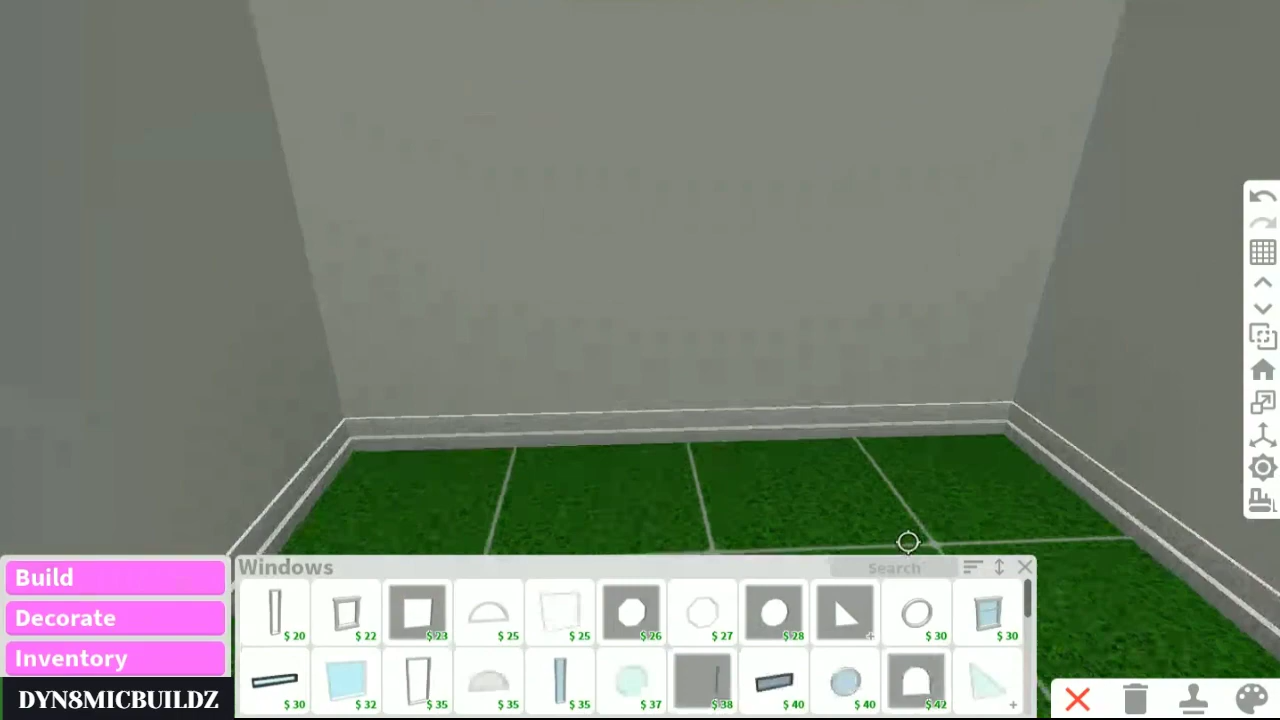 Windows
Search
$ 20 $ 22 $ 23 $ 25 $ 25 $ 26 $ 27 $ 28 + $ 30 $ 30
$ 30 $ 32 $ 35 $ 35 $ 35 $ 37 $ 38 $ 40 $ 40 $ 42 +
Build
Decorate
Inventory
DYN8MICBUILDZ